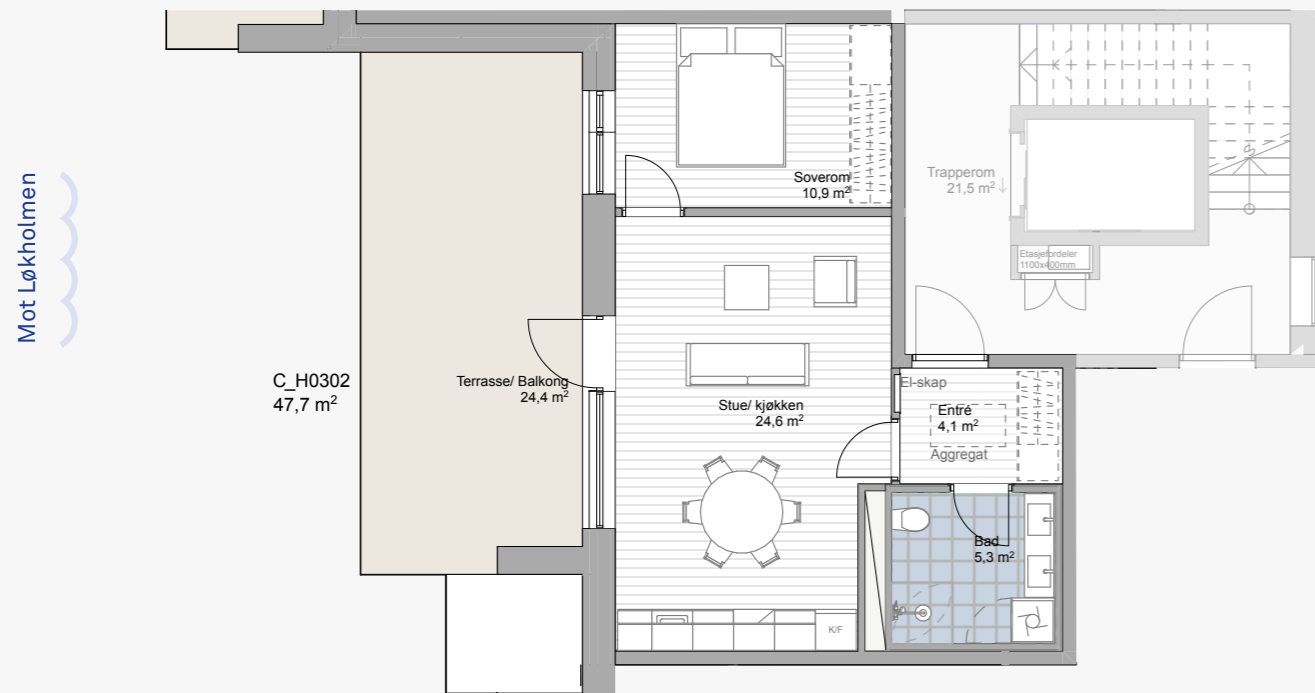 Mot Løkholmen
C_H0302
47,7 m²
Terrasse/ Balkong
24,4 m²
Soverom
10,9 m²
Stue/ kjøkken
24,6 m²
Trapperom
21,5 m²
Etasjefordeler
1100x400mm
El-skap
Entré
4,1 m²
Aggregat
Bad
5,3 m²
K/F